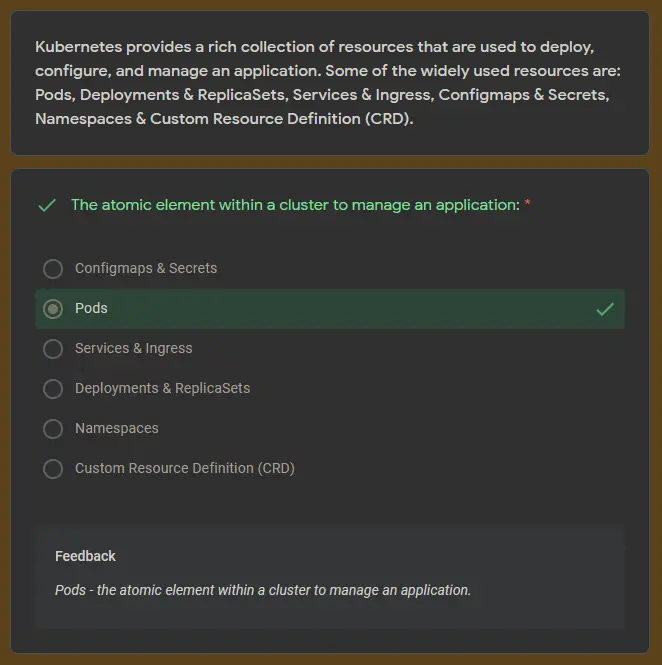 Kubernetes provides a rich collection of resources that are used to deploy,
configure, and manage an application. Some of the widely used resources are:
Pods, Deployments & ReplicaSets, Services & Ingress, Configmaps & Secrets,
Namespaces & Custom Resource Definition (CRD).
The atomic element within a cluster to manage an application: *
Configmaps & Secrets
Pods
Services & Ingress
Deployments & ReplicaSets
Namespaces
Custom Resource Definition (CRD)
Feedback
Pods - the atomic element within a cluster to manage an application.